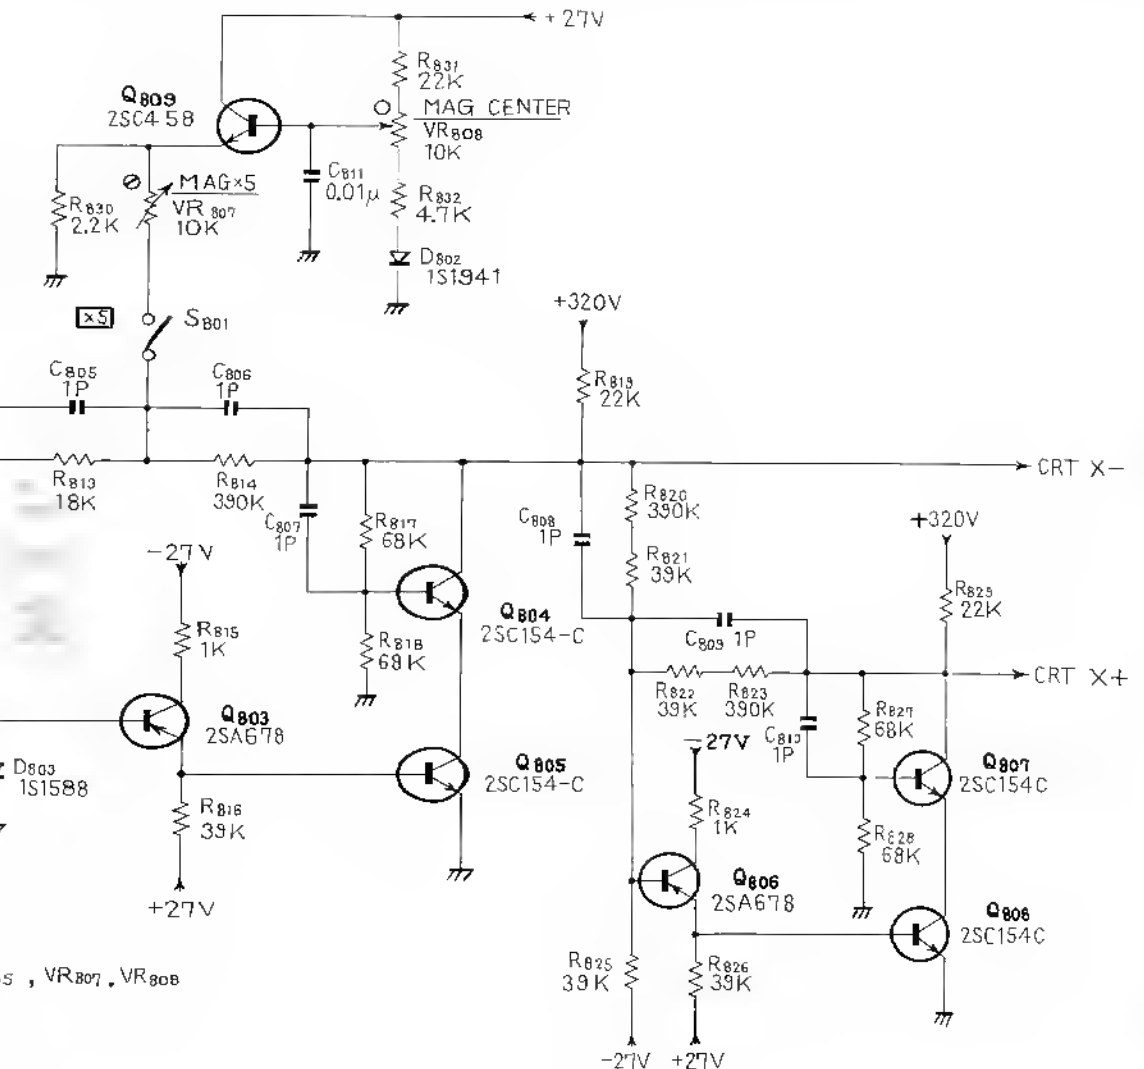 +27V
R831
22K
Q809
2SC458
MAG CENTER
VR808
10K
C811
0.01μ
MAG×5
VR807
10K
R830
2.2K
R832
4.7K
D802
1S1941
×5
S801
+320V
C805
1P
C806
1P
R819
22K
CRT X-
R813
18K
R814
390K
C807
1P
R817
68K
C808
1P
R820
390K
R821
39K
+320V
-27V
R815
1K
Q804
2SC154-C
R818
68K
C809 1P
R829
22K
CRT X+
R822
39K
R823
390K
Q803
2SA678
-27V
C810
1P
R827
68K
D803
1S1588
Q805
2SC154-C
Q807
2SC154C
R816
39K
R824
1K
R828
68K
Q806
2SA678
+27V
Q808
2SC154C
R825
39K
R826
39K
s , VR807 , VR808
-27V +27V